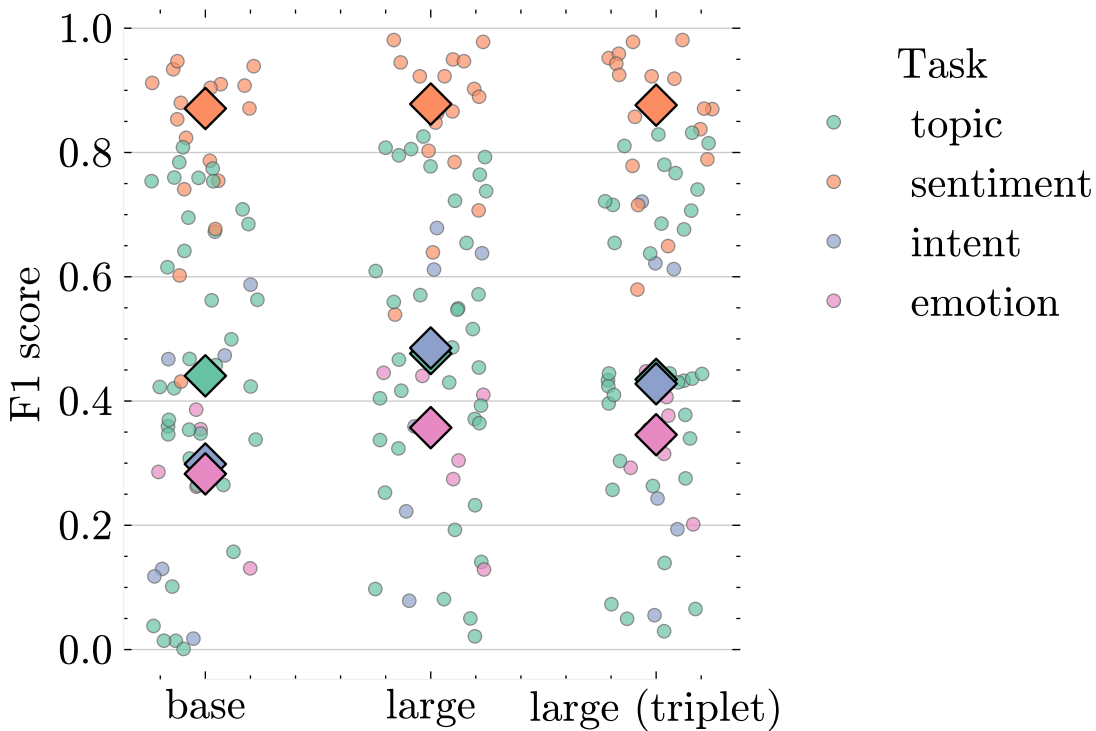 1.0
0.8
0.6
0.4
0.2
0.0
F1 score
base
large
large (triplet)
Task
topic
sentiment
intent
emotion